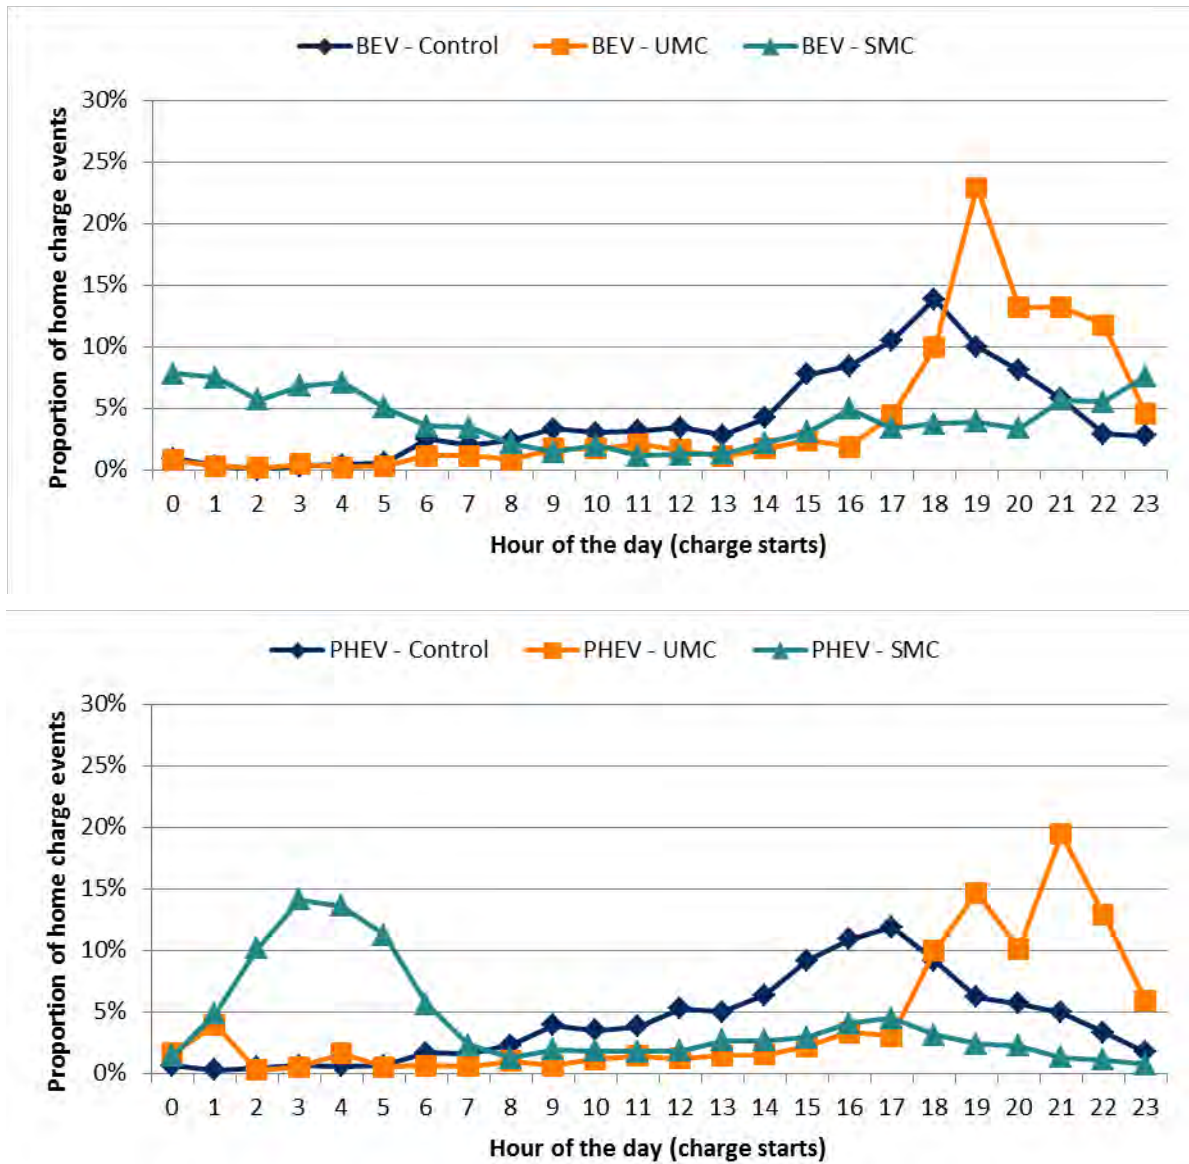 BEV - Control BEV - UMC BEV - SMC
30%
25%
20%
15%
10%
5%
0%
Proportion of home charge events
0 1 2 3 4 5 6 7 8 9 10 11 12 13 14 15 16 17 18 19 20 21 22 23
Hour of the day (charge starts)
PHEV - Control PHEV - UMC PHEV - SMC
30%
25%
20%
15%
10%
5%
0%
Proportion of home charge events
0 1 2 3 4 5 6 7 8 9 10 11 12 13 14 15 16 17 18 19 20 21 22 23
Hour of the day (charge starts)